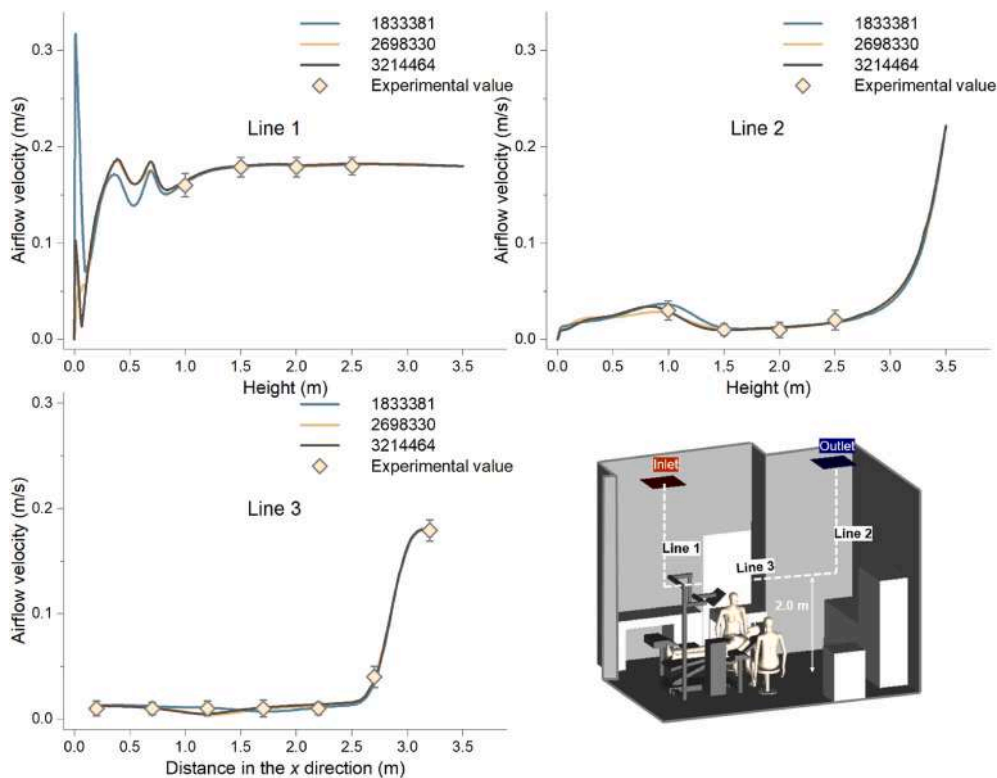 1833381
2698330
3214464
Experimental value
Line 1
Airflow velocity (m/s)
0.3
0.2
0.1
0.0
0.0 0.5 1.0 1.5 2.0 2.5 3.0 3.5
Height (m)
1833381
2698330
3214464
Experimental value
Line 2
Airflow velocity (m/s)
0.3
0.2
0.1
0.0
0.0 0.5 1.0 1.5 2.0 2.5 3.0 3.5
Height (m)
1833381
2698330
3214464
Experimental value
Line 3
Airflow velocity (m/s)
0.3
0.2
0.1
0.0
0.0 0.5 1.0 1.5 2.0 2.5 3.0 3.5
Distance in the x direction (m)
Outlet
Inlet
Line 2
Line 1
Line 3
2.0 m